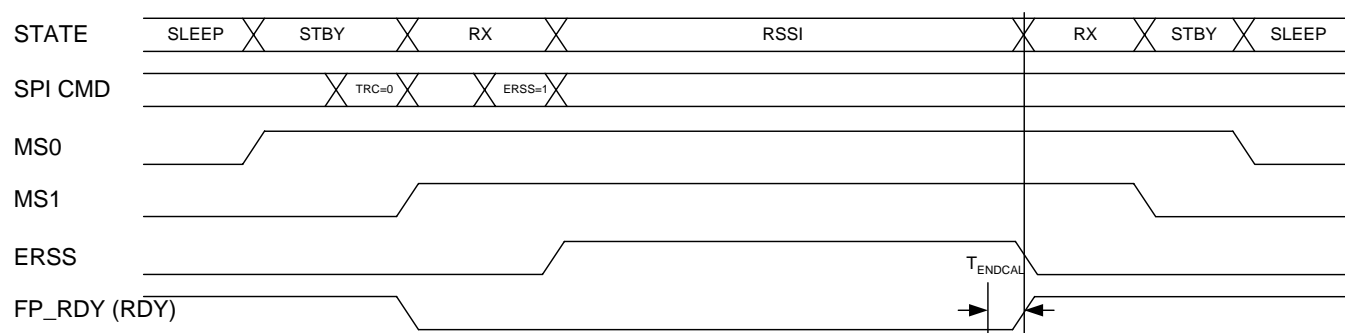 STATE SLEEP STBY RX RSSI RX STBY SLEEP
SPI CMD TRC=0 ERSS=1
MS0
MS1
ERSS
TENDCAL
FP_RDY (RDY)